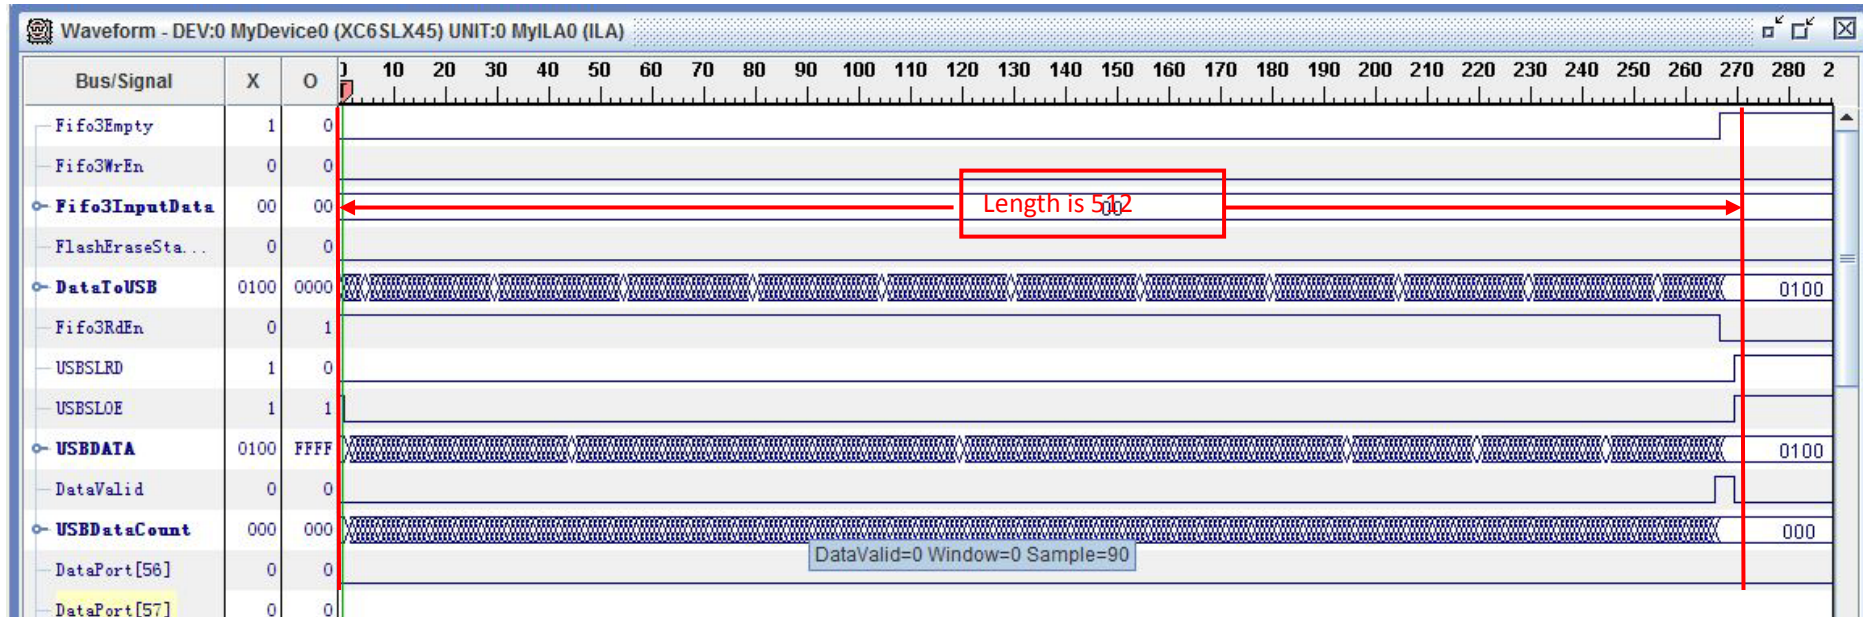 Waveform - DEV:0 MyDevice0 (XC6SLX45) UNIT:0 MyILA0 (ILA)
Bus/Signal X O 0 10 20 30 40 50 60 70 80 90 100 110 120 130 140 150 160 170 180 190 200 210 220 230 240 250 260 270 280 2
Fifo3Empty 1 0
Fifo3WrEn 0 0
Fifo3InputData 00 00 Length is 512 00
FlashEraseSta... 0 0
DataToUSB 0100 0000 0100
Fifo3RdEn 0 1
USBSLRD 1 0
USBSLOE 1 1
USBDATA 0100 FFFF 0100
DataValid 0 0
USBDataCount 000 000 000
DataValid=0 Window=0 Sample=90
DataPort[56] 0 0
DataPort[57] 0 0